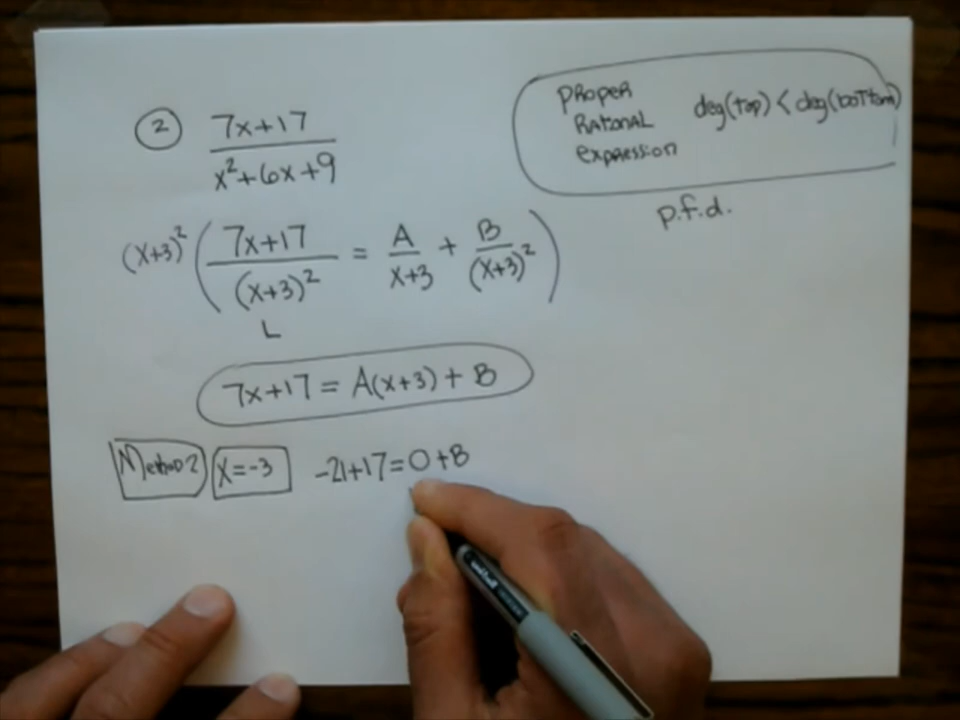 ② 7x+17 / x²+6x+9
(x+3)² ( 7x+17 / (x+3)² = A / x+3 + B / (x+3)² )
L
7x+17 = A(x+3) + B
Method 2 x=-3 -21+17=0+B
Proper
Rational
expression
deg(top) < deg(bottom)
p.f.d.